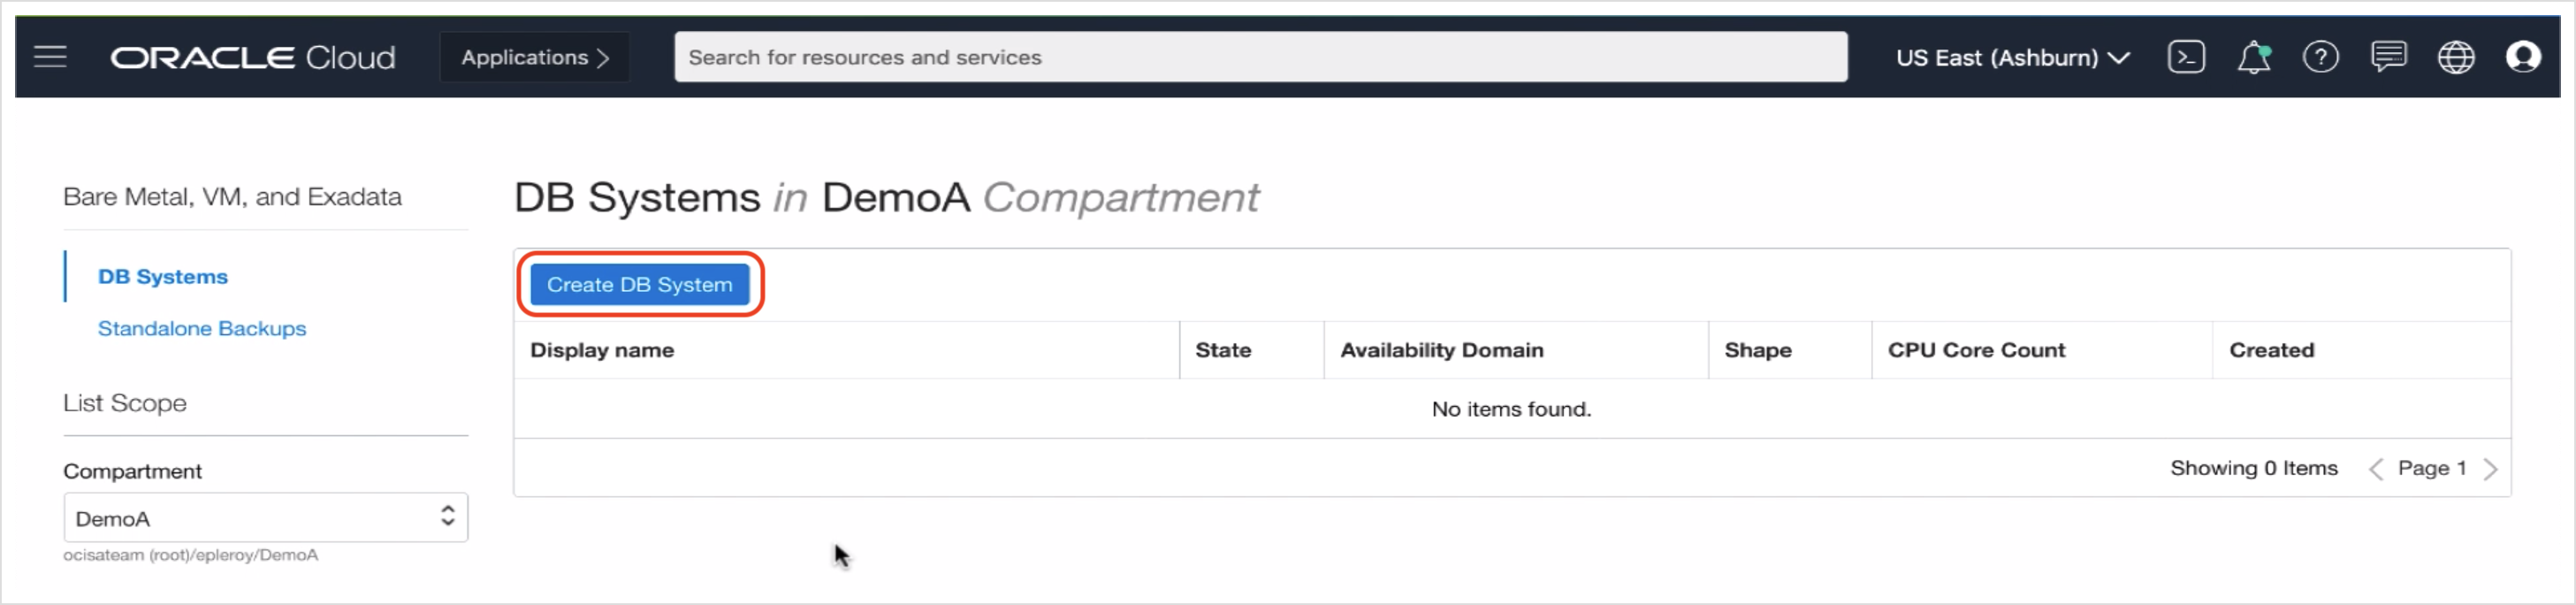 ORACLE Cloud
Applications
Search for resources and services
US East (Ashburn)
Bare Metal, VM, and Exadata
DB Systems
Standalone Backups
List Scope
Compartment
DemoA
ocisateam (root)/epleroy/DemoA
DB Systems in DemoA Compartment
Create DB System
Display name State Availability Domain Shape CPU Core Count Created
No items found.
Showing 0 Items < Page 1 >